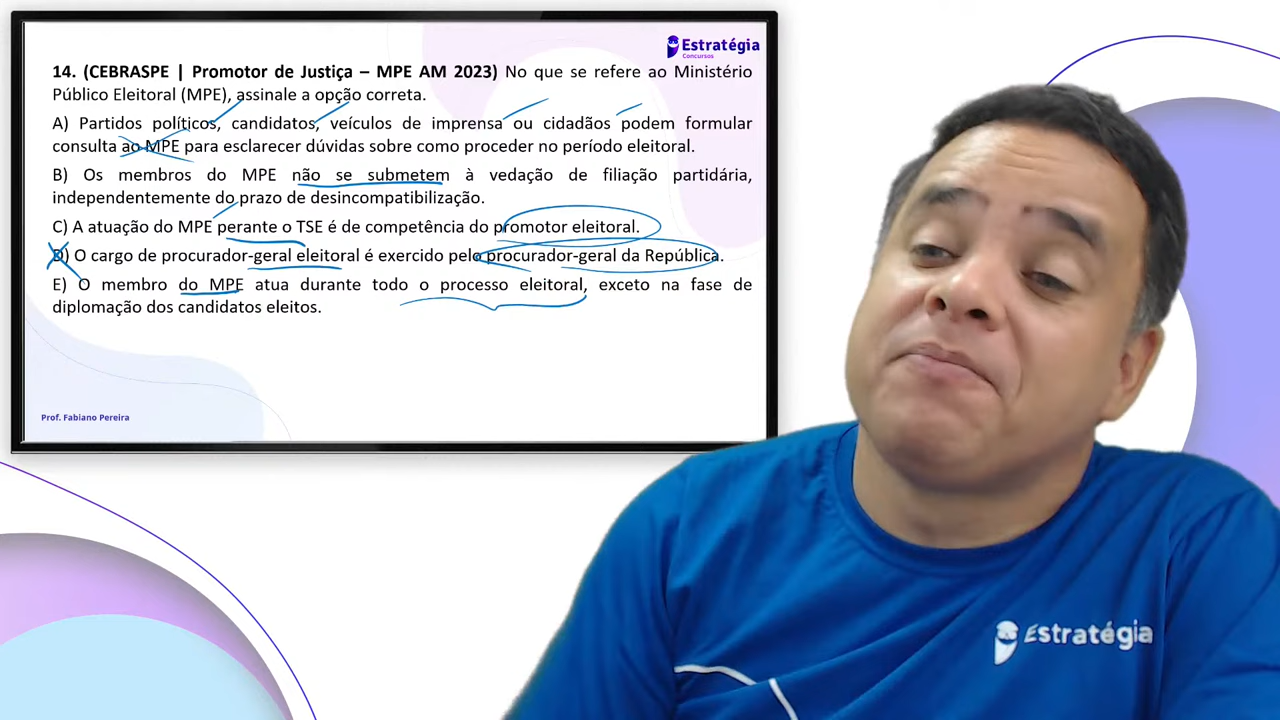 Estratégia
Concursos
14. (CEBRASPE | Promotor de Justiça – MPE AM 2023) No que se refere ao Ministério
Público Eleitoral (MPE), assinale a opção correta.
A) Partidos políticos, candidatos, veículos de imprensa ou cidadãos podem formular
consulta ao MPE para esclarecer dúvidas sobre como proceder no período eleitoral.
B) Os membros do MPE não se submetem à vedação de filiação partidária,
independentemente do prazo de desincompatibilização.
C) A atuação do MPE perante o TSE é de competência do promotor eleitoral.
D) O cargo de procurador-geral eleitoral é exercido pelo procurador-geral da República.
E) O membro do MPE atua durante todo o processo eleitoral, exceto na fase de
diplomação dos candidatos eleitos.
Prof. Fabiano Pereira
Estratégia